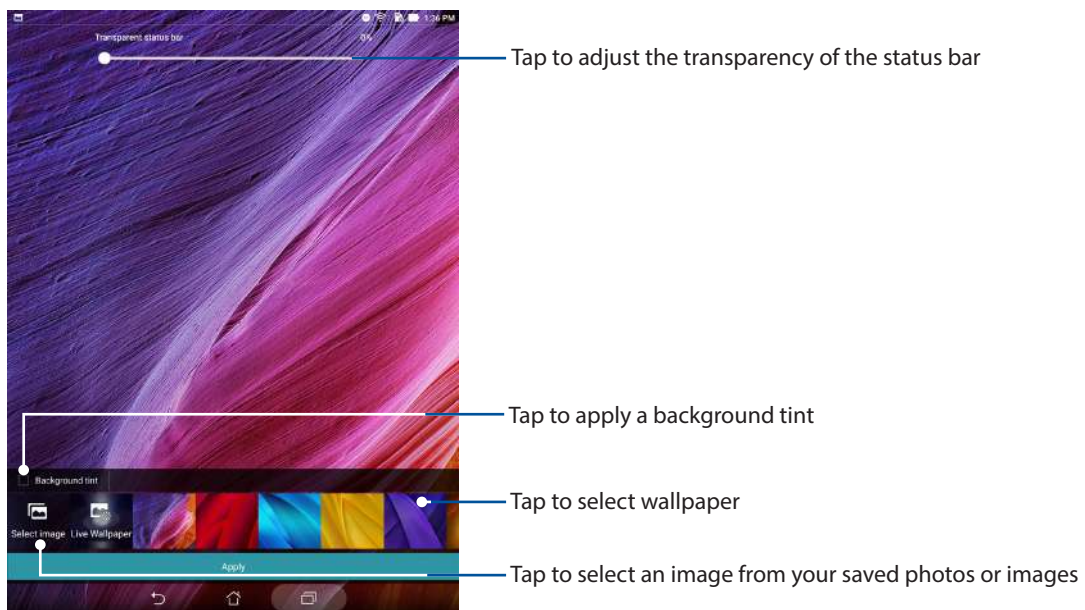 1:36 PM
Transparent status bar
0%
Tap to adjust the transparency of the status bar
Tap to apply a background tint
Background tint
Tap to select wallpaper
Select image
Live Wallpaper
Apply
Tap to select an image from your saved photos or images